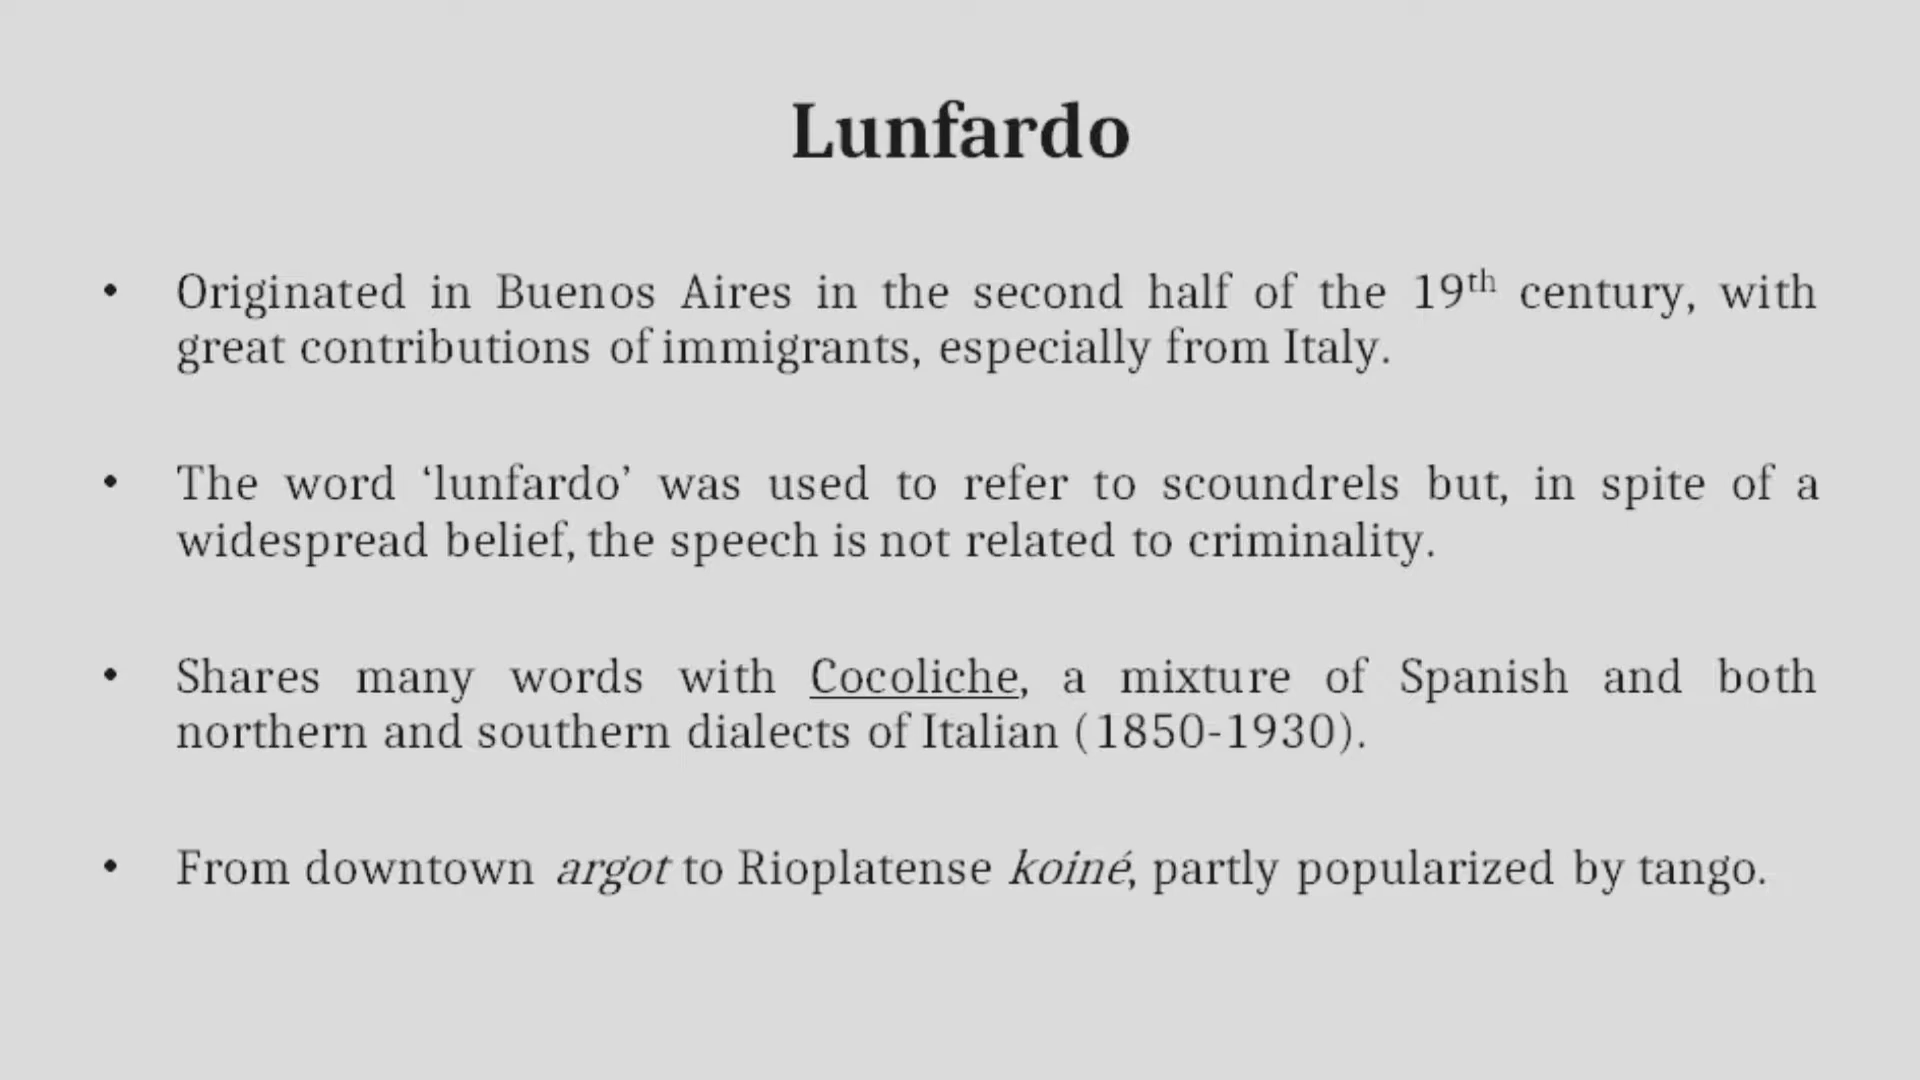 Lunfardo
• Originated in Buenos Aires in the second half of the 19th century, with
great contributions of immigrants, especially from Italy.
• The word ‘lunfardo’ was used to refer to scoundrels but, in spite of a
widespread belief, the speech is not related to criminality.
• Shares many words with Cocoliche, a mixture of Spanish and both
northern and southern dialects of Italian (1850-1930).
• From downtown argot to Rioplatense koiné, partly popularized by tango.